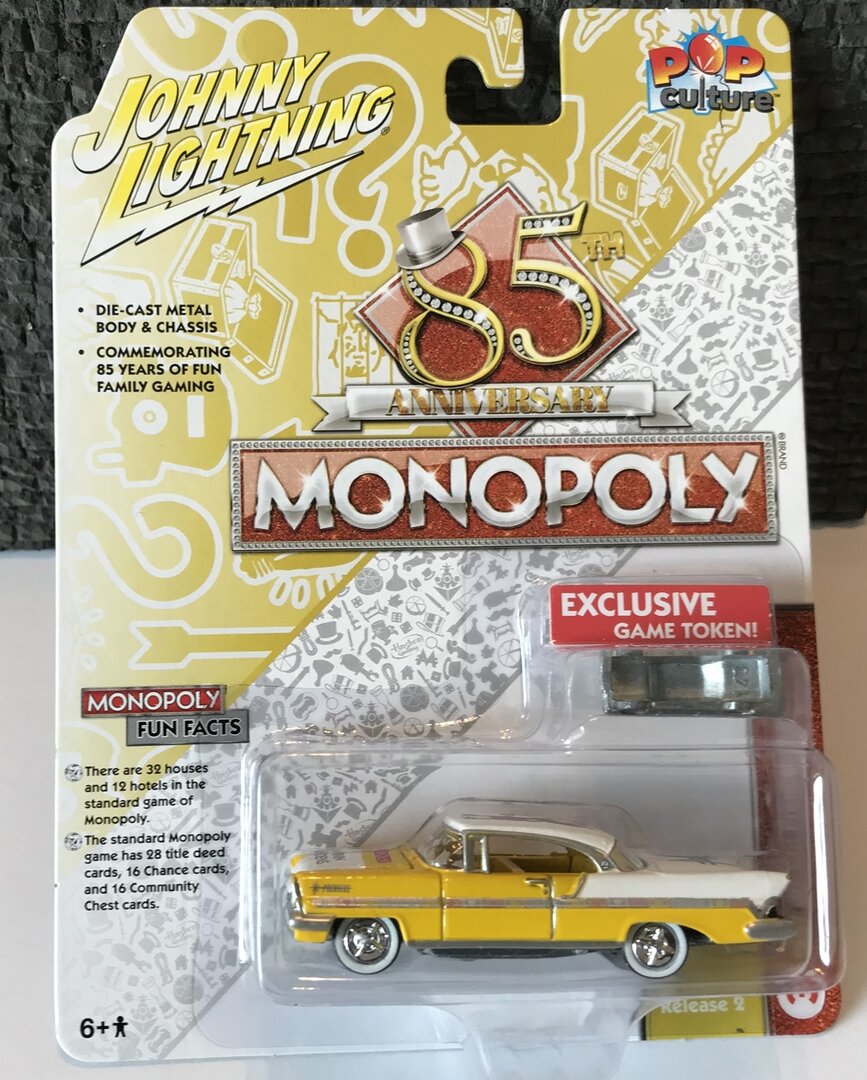 JOHNNY
LIGHTNING®
POP
culture™
85TH
ANNIVERSARY
MONOPOLY
® BRAND
• DIE-CAST METAL
BODY & CHASSIS
• COMMEMORATING
85 YEARS OF FUN
FAMILY GAMING
EXCLUSIVE
GAME TOKEN!
MONOPOLY
FUN FACTS
There are 32 houses
and 12 hotels in the
standard game of
Monopoly.
The standard Monopoly
game has 28 title deed
cards, 16 Chance cards,
and 16 Community
Chest cards.
6+
Release 2